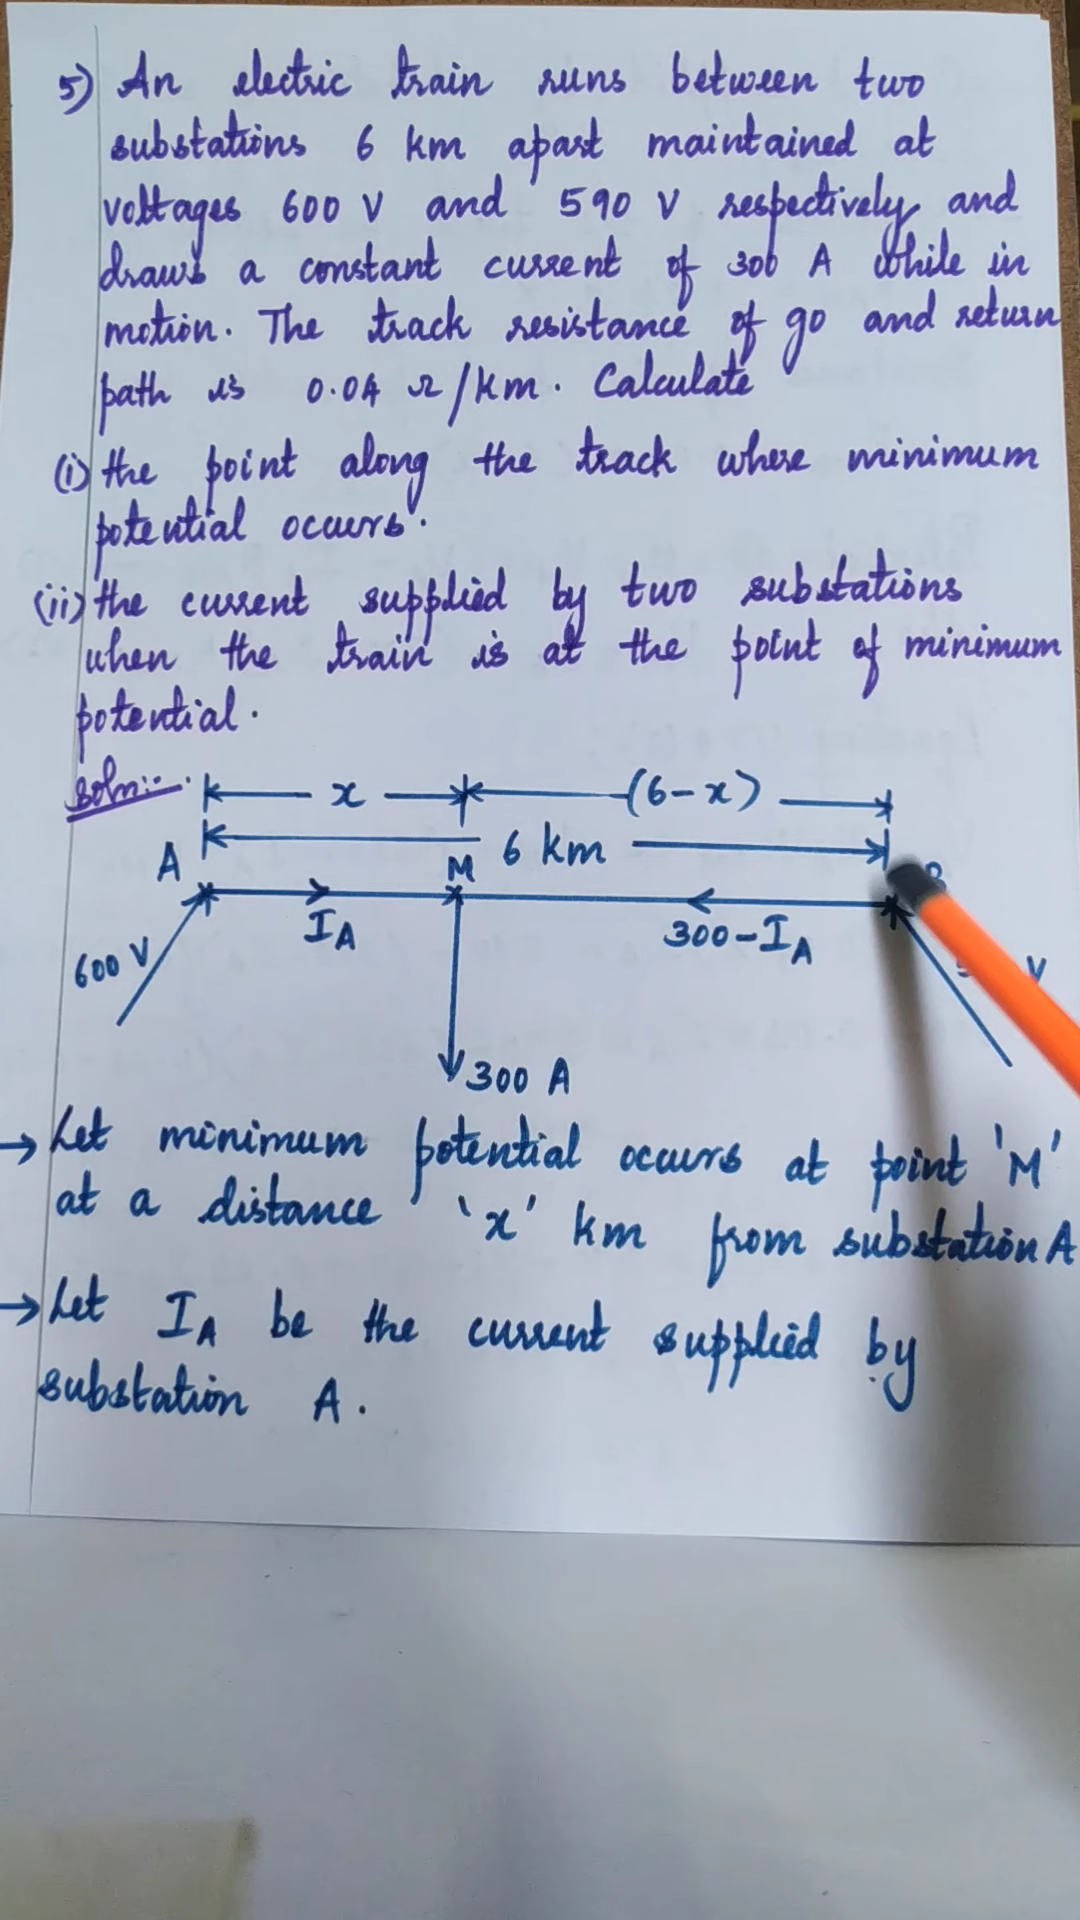 5) An electric train runs between two
substations 6 km apart maintained at
voltages 600 V and 590 V respectively and
draws a constant current of 300 A while in
motion. The track resistance of go and return
path is 0.04 Ω/km. Calculate
(i) the point along the track where minimum
potential occurs.
(ii) the current supplied by two substations
when the train is at the point of minimum
potential.
Soln:-
x (6-x)
6 km
A M
I_A 300-I_A
600 V V
300 A
→ Let minimum potential occurs at point 'M'
at a distance 'x' km from substation A
→ Let I_A be the current supplied by
substation A.